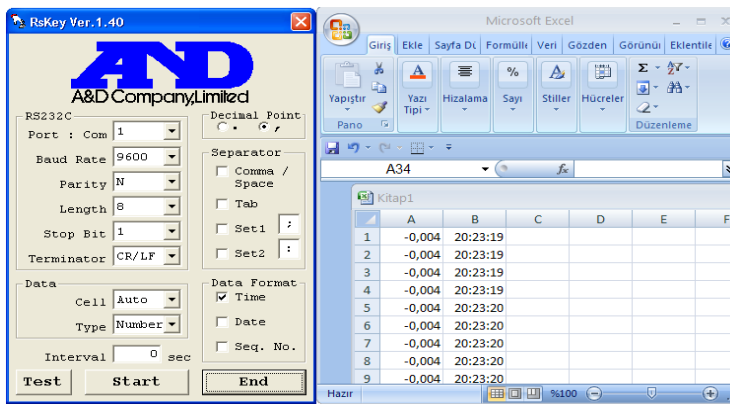 RsKey Ver.1.40
AND
A&D Company,Limited
RS232C
Port : Com 1
Baud Rate 9600
Parity N
Length 8
Stop Bit 1
Terminator CR/LF
Decimal Point
. ,
Separator
Comma /
Space
Tab
Set1 ;
Set2 :
Data
Cell Auto
Type Number
Interval 0 sec
Data Format
Time
Date
Seq. No.
Test Start End
Microsoft Excel
Giriş Ekle Sayfa Dü Formülle Veri Gözden Görünüı Eklentile
Yapıştır
Yazı Tipi
Hizalama
Sayı
Stiller
Hücreler
Σ
Pano
Düzenleme
A34 fx
Kitap1
A B C D E F
1 -0,004 20:23:19
2 -0,004 20:23:19
3 -0,004 20:23:19
4 -0,004 20:23:19
5 -0,004 20:23:20
6 -0,004 20:23:20
7 -0,004 20:23:20
8 -0,004 20:23:20
9 -0,004 20:23:20
Hazır %100